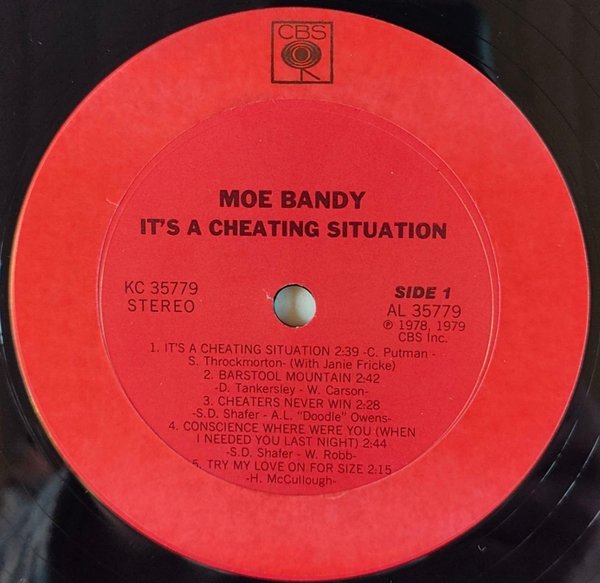 CBS
MOE BANDY
IT'S A CHEATING SITUATION
KC 35779
STEREO
SIDE 1
AL 35779
℗ 1978, 1979
CBS Inc.
1. IT'S A CHEATING SITUATION 2:39 -C. Putman -
S. Throckmorton- (With Janie Fricke)
2. BARSTOOL MOUNTAIN 2:42
-D. Tankersley - W. Carson-
3. CHEATERS NEVER WIN 2:28
-S.D. Shafer - A.L. "Doodle" Owens-
4. CONSCIENCE WHERE WERE YOU (WHEN
I NEEDED YOU LAST NIGHT) 2:44
-S.D. Shafer - W. Robb-
5. TRY MY LOVE ON FOR SIZE 2:15
-H. McCullough-